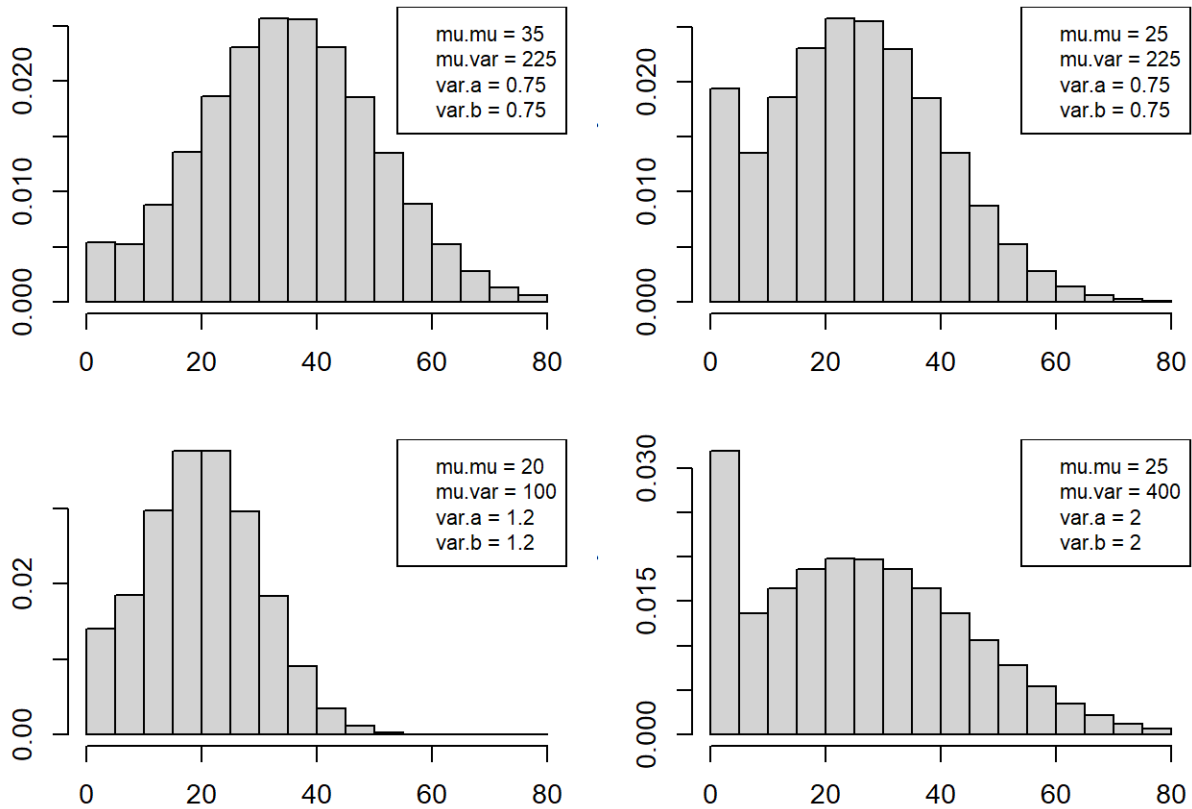 mu.mu = 35
mu.var = 225
var.a = 0.75
var.b = 0.75
0.000 0.010 0.020
0 20 40 60 80
mu.mu = 25
mu.var = 225
var.a = 0.75
var.b = 0.75
0.000 0.010 0.020
0 20 40 60 80
mu.mu = 20
mu.var = 100
var.a = 1.2
var.b = 1.2
0.00 0.02
0 20 40 60 80
mu.mu = 25
mu.var = 400
var.a = 2
var.b = 2
0.000 0.015 0.030
0 20 40 60 80